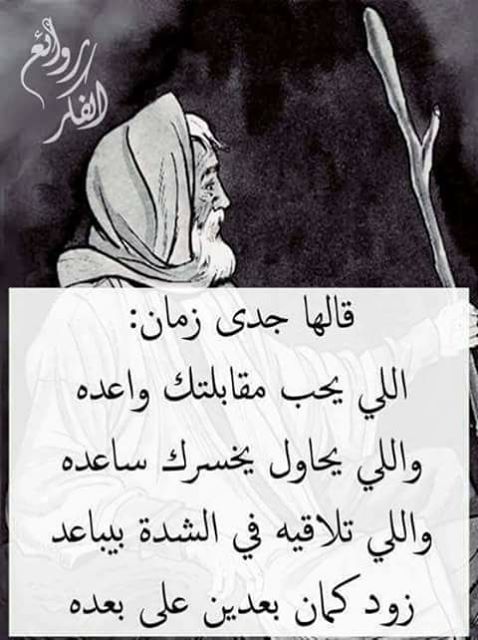 روائع
الفكر
قالها جدى زمان:
اللي يحب مقابلتك واعده
واللي يحاول يخسرك ساعده
واللي تلاقيه في الشدة بيباعد
زود كمان بعدين على بعده